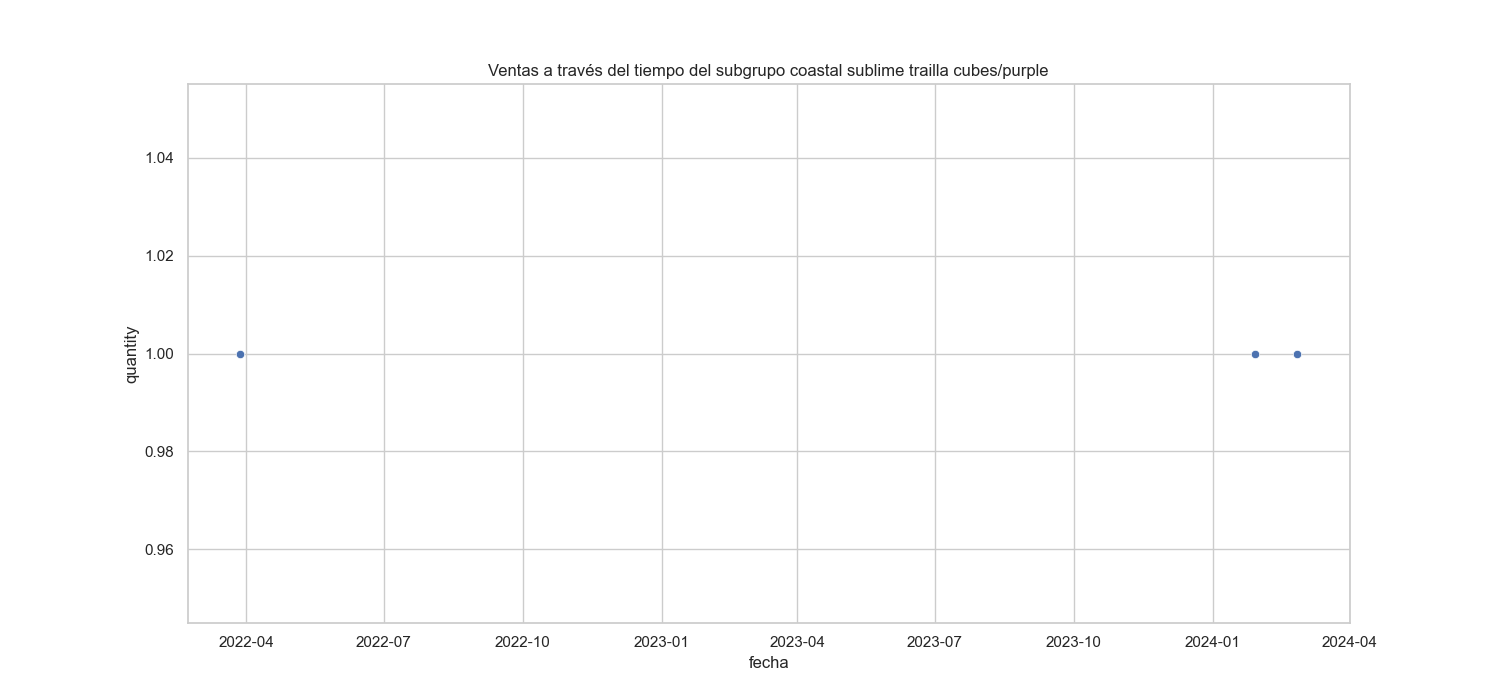 Ventas a través del tiempo del subgrupo coastal sublime trailla cubes/purple
1.04
1.02
1.00
0.98
0.96
quantity
2022-04 2022-07 2022-10 2023-01 2023-04 2023-07 2023-10 2024-01 2024-04
fecha